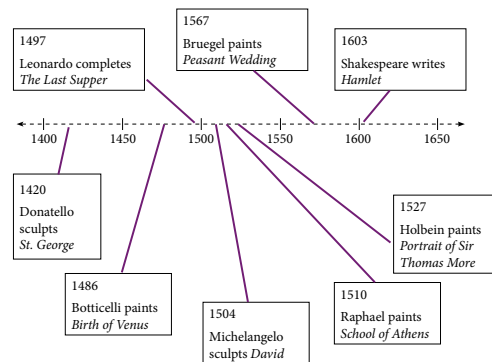 1497
Leonardo completes
The Last Supper
1567
Bruegel paints
Peasant Wedding
1603
Shakespeare writes
Hamlet
1400 1450 1500 1550 1600 1650
1420
Donatello
sculpts
St. George
1486
Botticelli paints
Birth of Venus
1504
Michelangelo
sculpts David
1510
Raphael paints
School of Athens
1527
Holbein paints
Portrait of Sir
Thomas More